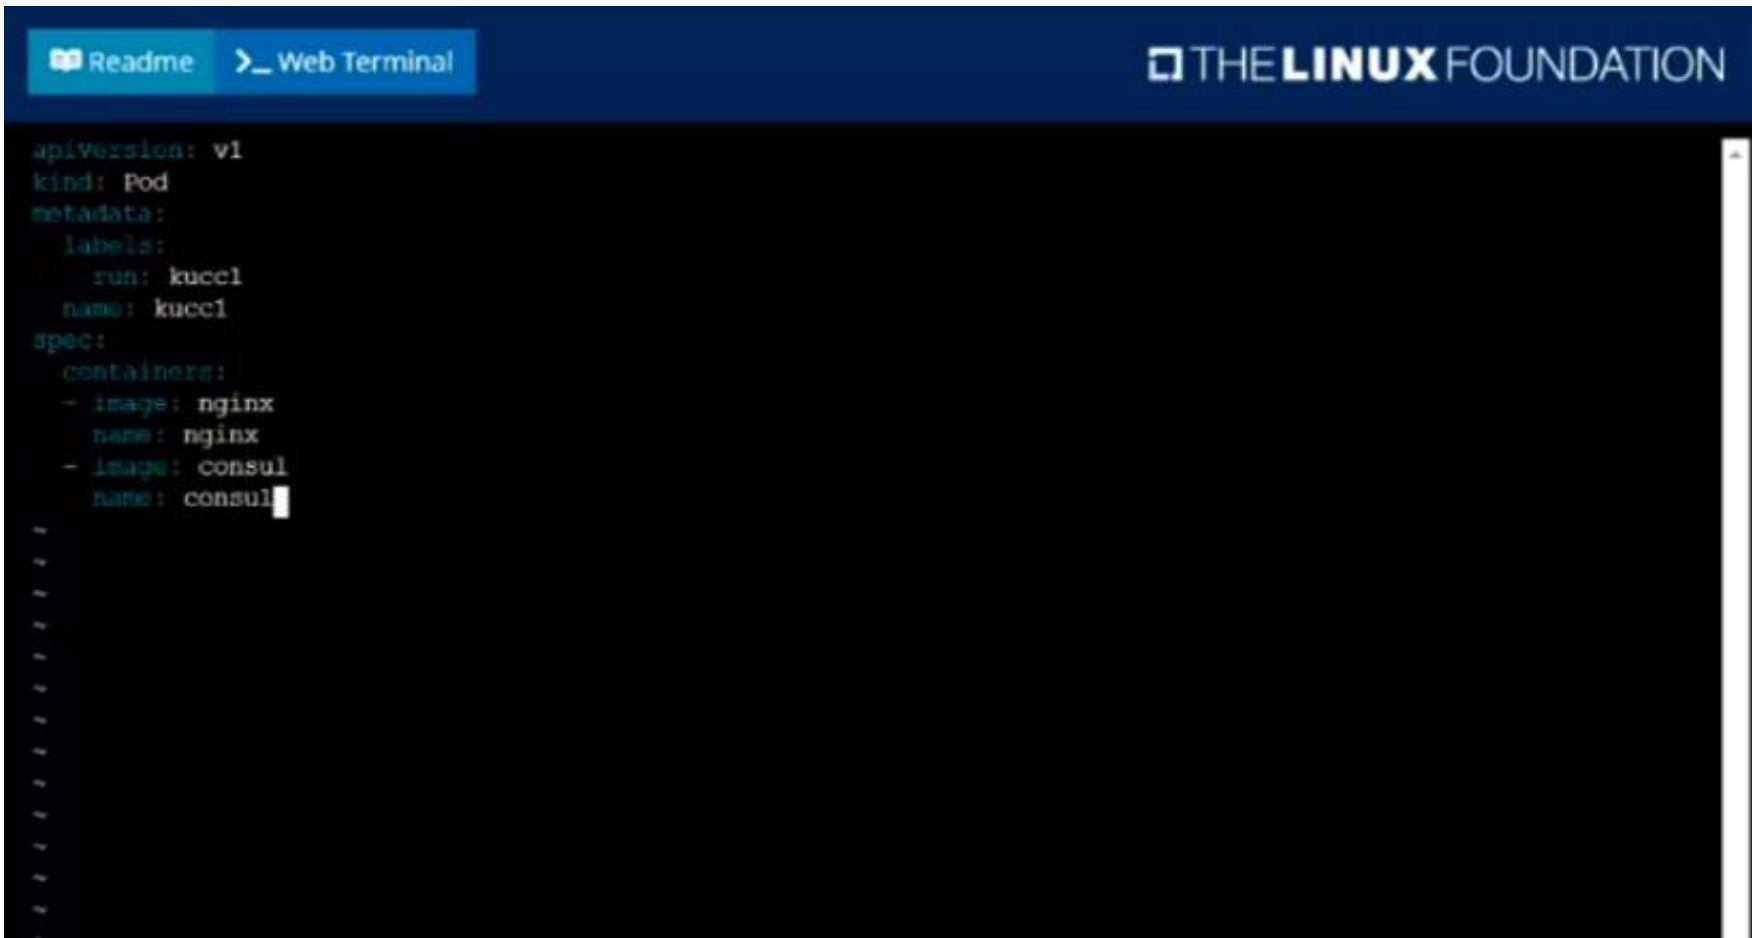 Readme >_ Web Terminal THE LINUX FOUNDATION
apiVersion: v1
kind: Pod
metadata:
  labels:
    run: kucc1
  name: kucc1
spec:
  containers:
  - image: nginx
    name: nginx
  - image: consul
    name: consul
~
~
~
~
~
~
~
~
~
~
~
~
~